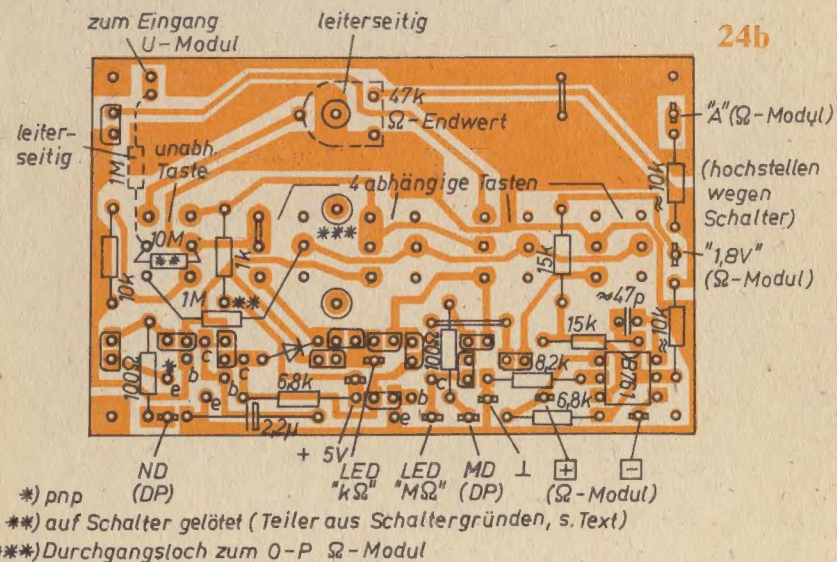 zum Eingang
U-Modul
leiterseitig
24b
47k
Ω-Endwert
"A"(Ω-Modul)
leiter-
seitig
1M
unabh.
Taste
4 abhängige Tasten
≈10k
(hochstellen
wegen
Schalter)
***
10M
**
10k
1k
15k
"1,8V"
(Ω-Modul)
1M
**
≈47p
15k
≈10k
100Ω
*
c
c
b
b
e
e
6,8k
2,2µ
100Ω
c
b
e
8,2k
6,8k
+ 5V
ND
(DP)
LED
"kΩ"
LED
"MΩ"
MD
(DP)
⊥
+
-
(Ω-Modul)
*) pnp
**) auf Schalter gelötet (Teiler aus Schaltergründen, s. Text)
**) Durchgangsloch zum O-P Ω-Modul